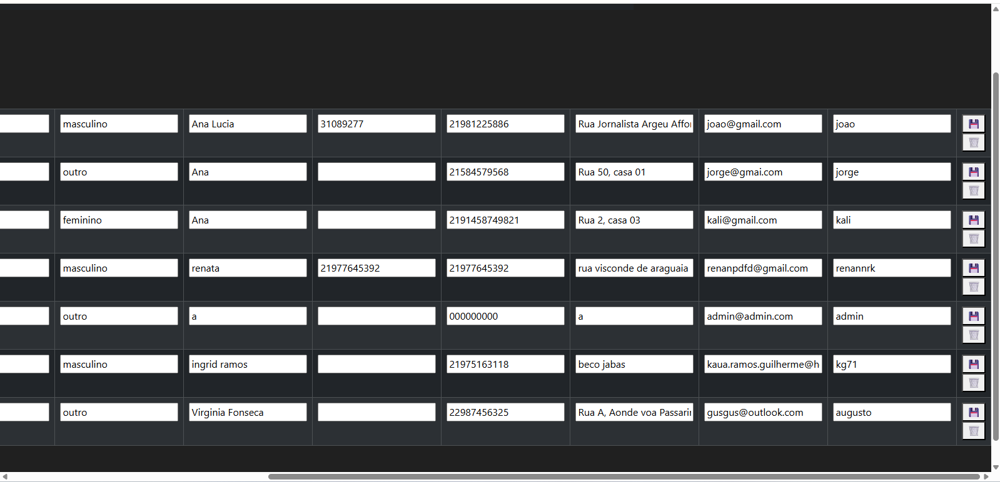 masculino Ana Lucia 31089277 21981225886 Rua Jornalista Argeu Affo joao@gmail.com joao
outro Ana 21584579568 Rua 50, casa 01 jorge@gmai.com jorge
feminino Ana 2191458749821 Rua 2, casa 03 kali@gmail.com kali
masculino renata 21977645392 21977645392 rua visconde de araguaia renanpdfd@gmail.com renannrk
outro a 000000000 a admin@admin.com admin
masculino ingrid ramos 21975163118 beco jabas kaua.ramos.guilherme@h kg71
outro Virginia Fonseca 22987456325 Rua A, Aonde voa Passari gusgus@outlook.com augusto